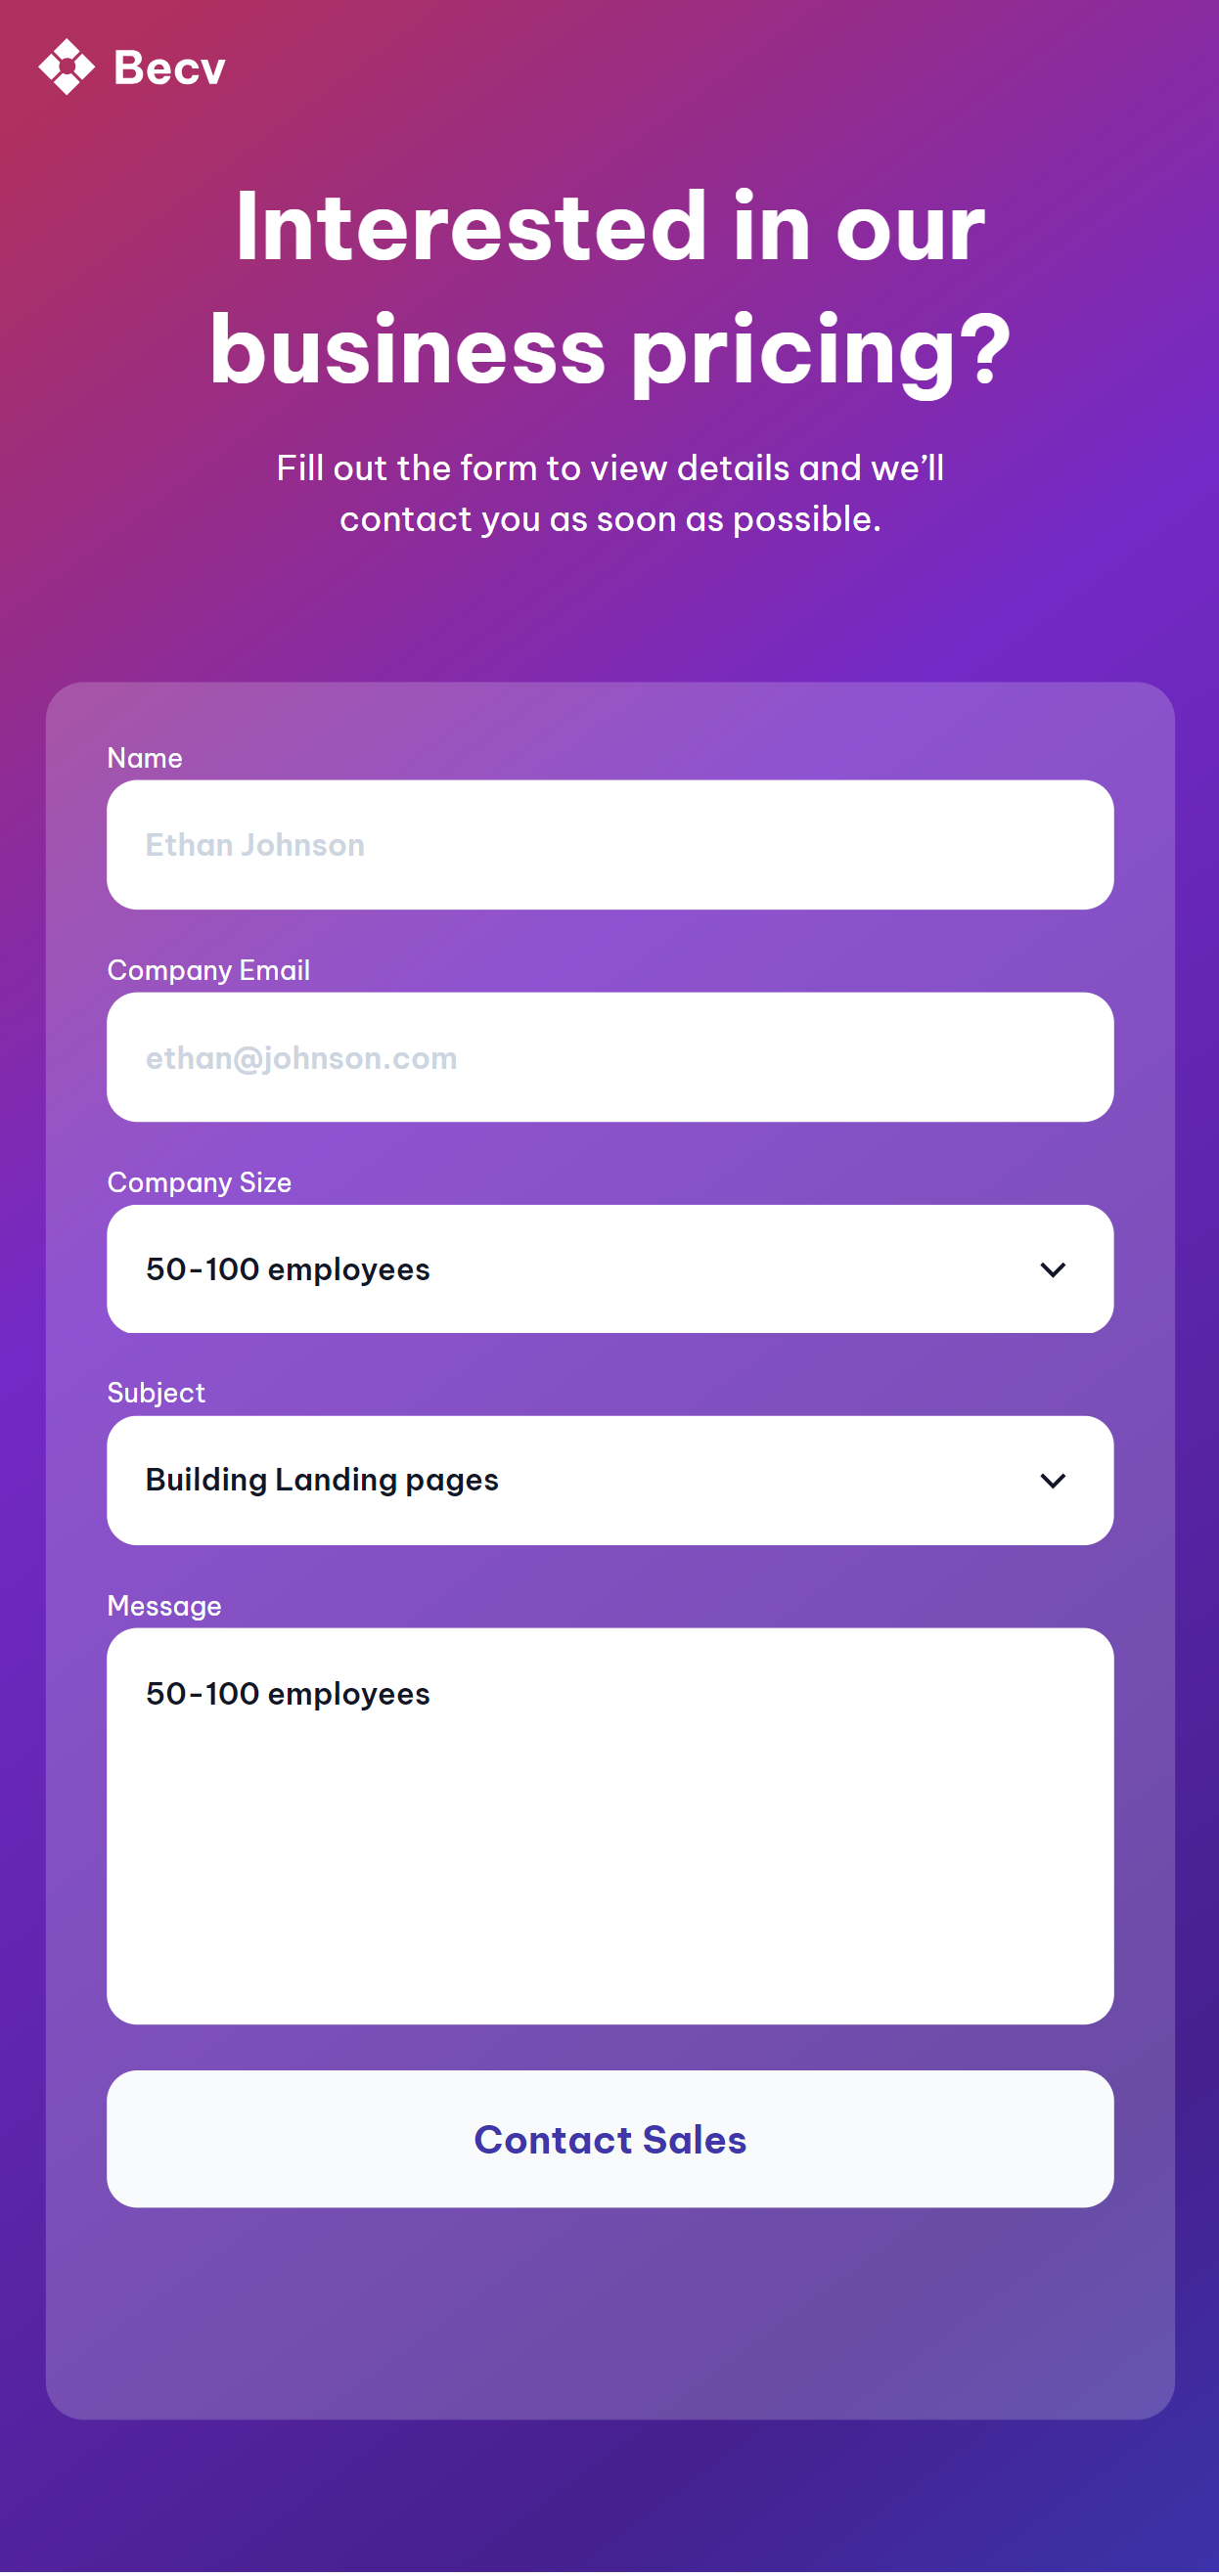 Becv
Interested in our
business pricing?
Fill out the form to view details and we’ll
contact you as soon as possible.
Name
Ethan Johnson
Company Email
ethan@johnson.com
Company Size
50-100 employees
Subject
Building Landing pages
Message
50-100 employees
Contact Sales